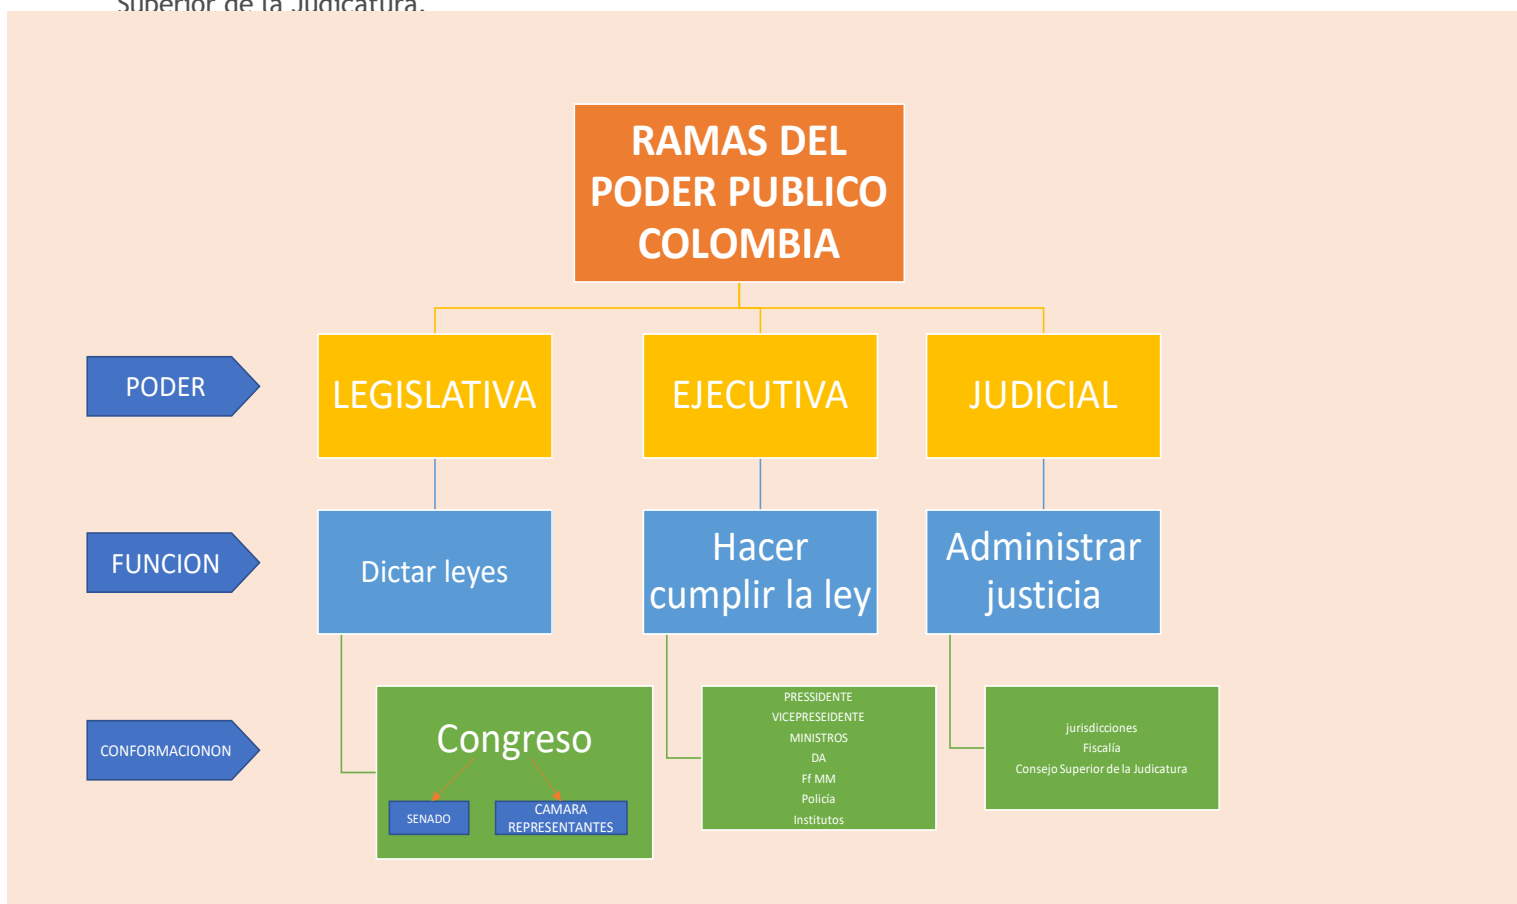 Superior de la Judicatura.
RAMAS DEL
PODER PUBLICO
COLOMBIA
PODER
LEGISLATIVA
EJECUTIVA
JUDICIAL
FUNCION
Dictar leyes
Hacer
cumplir la ley
Administrar
justicia
CONFORMACIONON
Congreso
SENADO
CAMARA
REPRESENTANTES
PRESSIDENTE
VICEPRESEIDENTE
MINISTROS
DA
Ff MM
Policía
Institutos
jurisdicciones
Fiscalía
Consejo Superior de la Judicatura